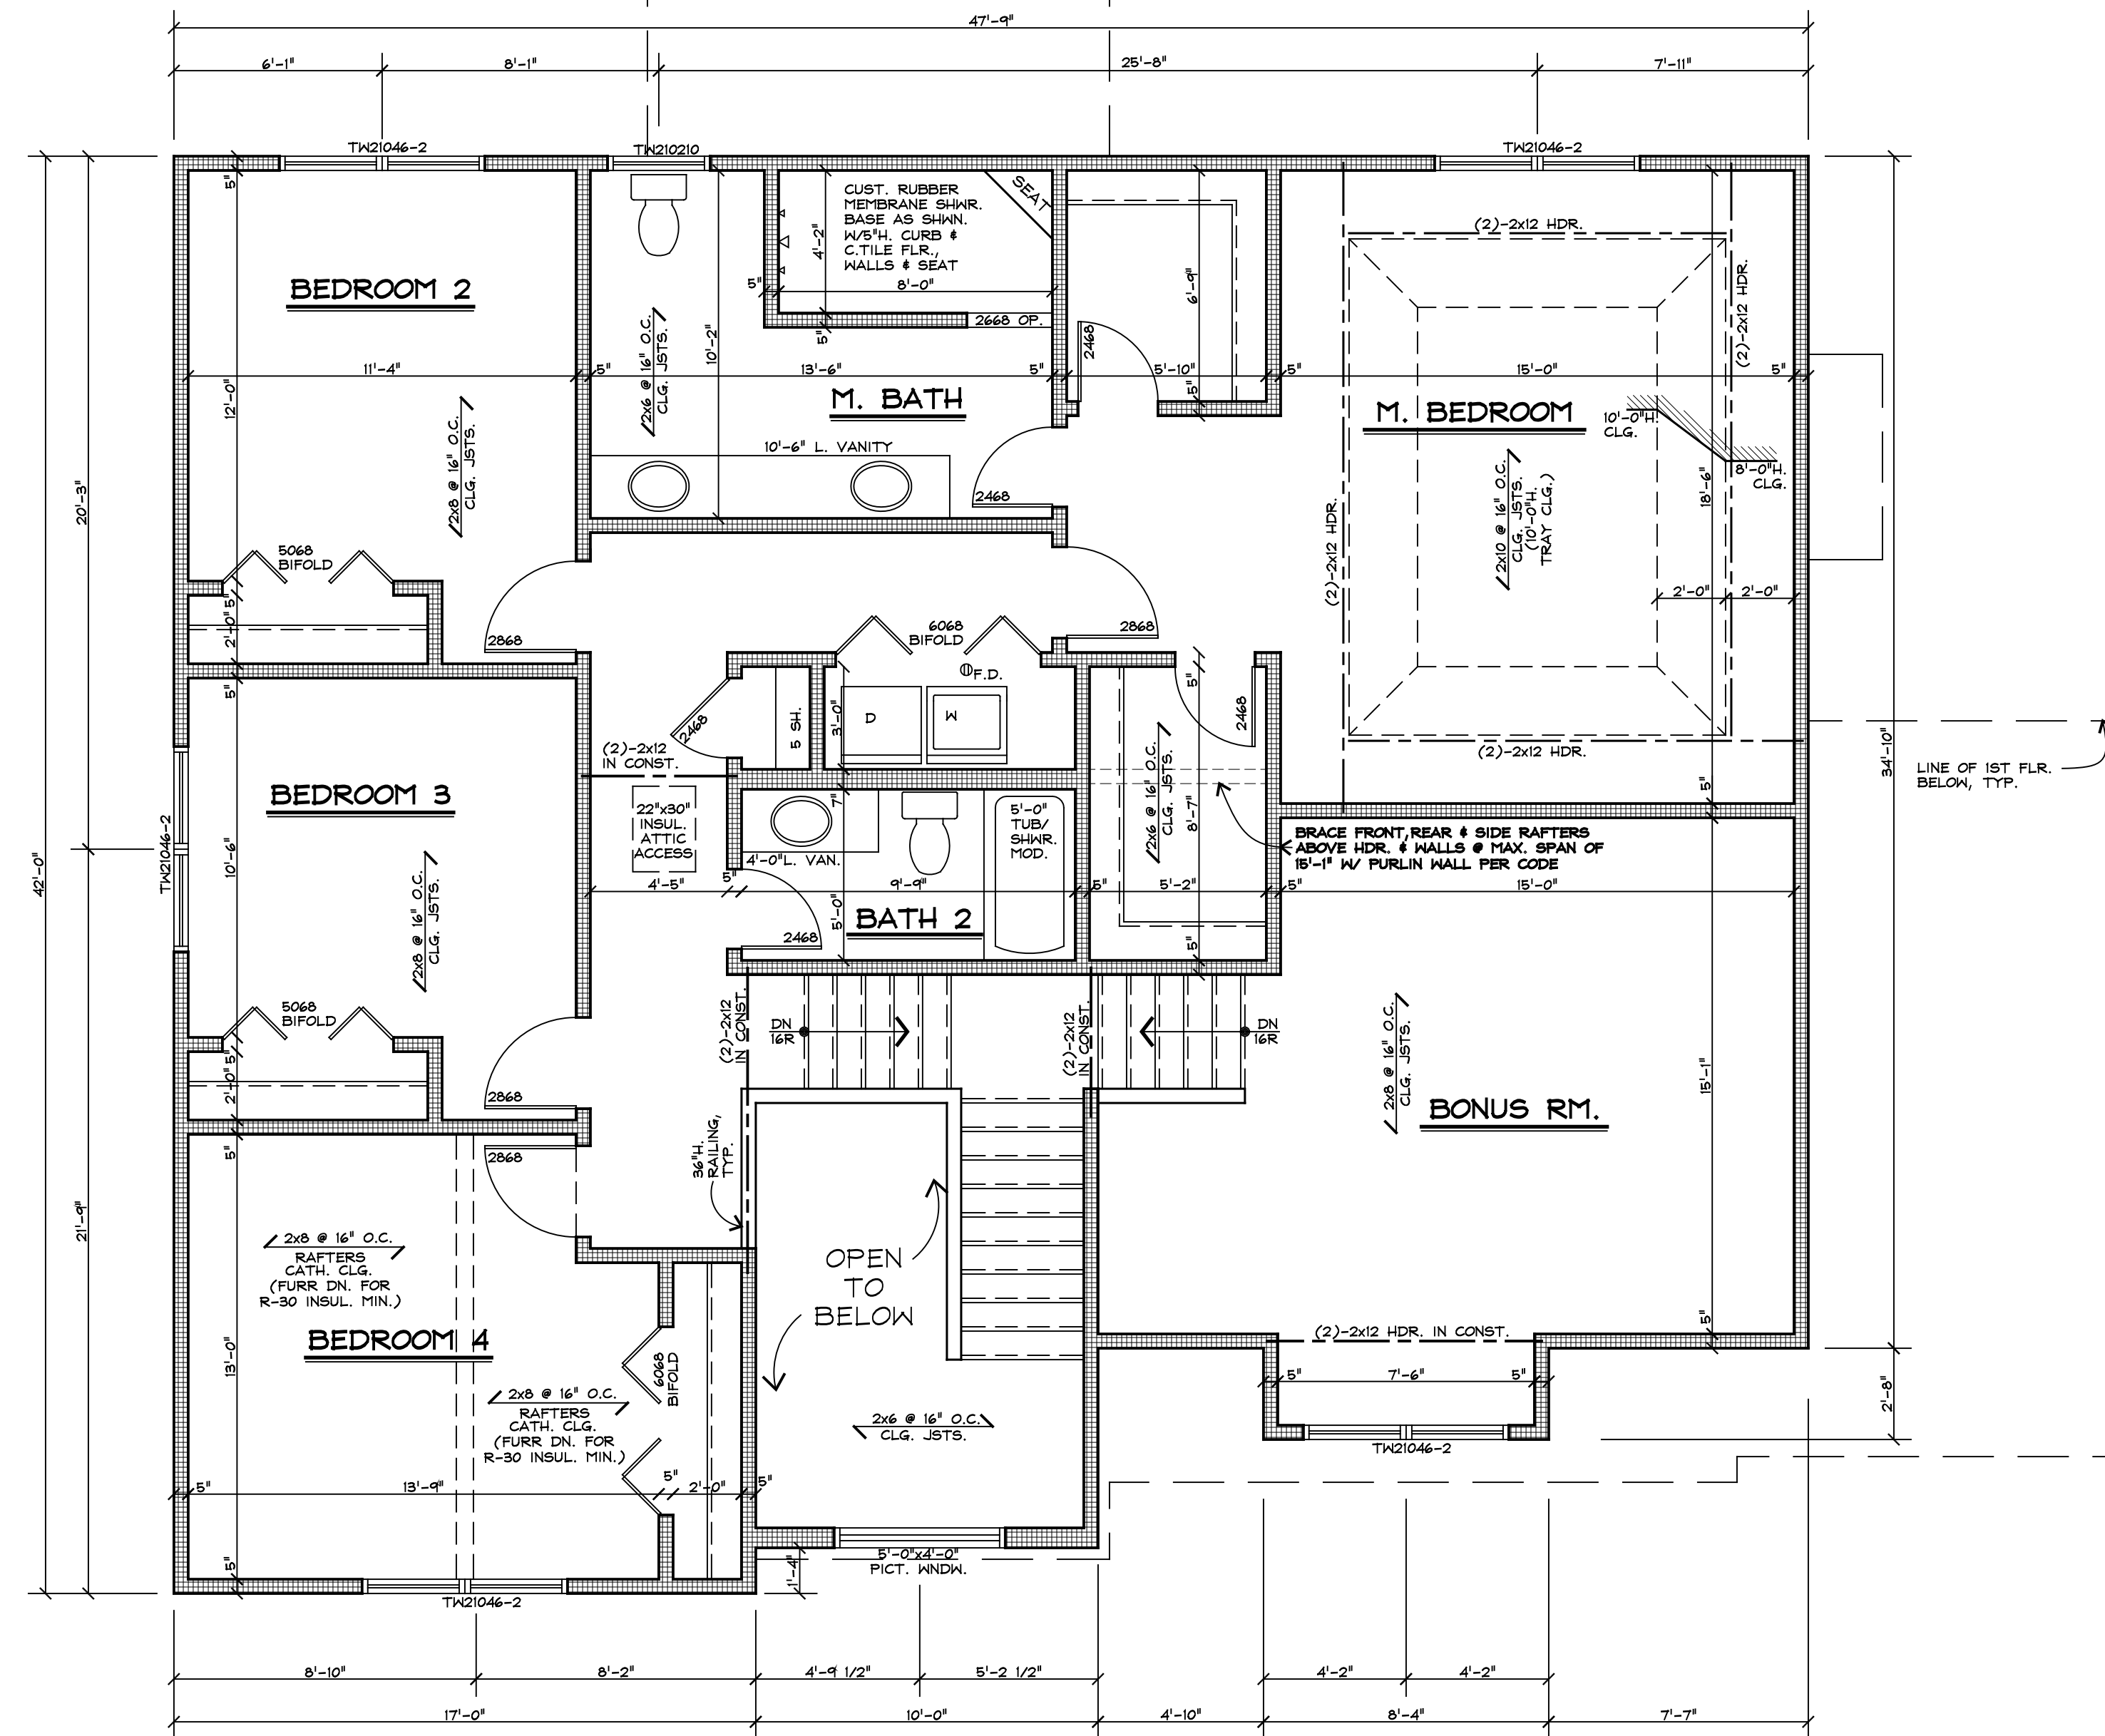 47'-9"
6'-1"
8'-1"
25'-8"
7'-11"
TW21046-2
TW210210
TW21046-2
5"
CUST. RUBBER
MEMBRANE SHWR.
BASE AS SHWN.
W/5"H. CURB &
C.TILE FLR.,
WALLS & SEAT
SEAT
4'-2"
5"
8'-0"
2668 OP.
5"
6'-9"
2468
(2)-2x12 HDR.
(2)-2x12 HDR.
BEDROOM 2
2x6 @ 16" O.C.
CLG. JSTS.
10'-2"
11'-4"
5"
13'-6"
5"
5'-10"
5"
5"
15'-0"
5"
12'-0"
M. BATH
M. BEDROOM
10'-0"H.
CLG.
8'-0"H.
CLG.
10'-6" L. VANITY
2468
2x8 @ 16" O.C.
CLG. JSTS.
(2)-2x12 HDR.
2x10 @ 16" O.C.
CLG. JSTS.
(10'-0"H.
TRAY CLG.)
18'-6"
20'-3"
5068
BIFOLD
5"
2'-0"
2868
6068
BIFOLD
2868
2'-0"
2'-0"
F.D.
5"
5"
2468
5 SH.
3'-0"
D
W
2468
(2)-2x12
IN CONST.
(2)-2x12 HDR.
34'-10"
LINE OF 1ST FLR.
BELOW, TYP.
BEDROOM 3
TW21046-2
10'-6"
42'-0"
22"x30"
INSUL.
ATTIC
ACCESS
7"
4'-0"L. VAN.
5'-0"
TUB/
SHWR.
MOD.
2x6 @ 16" O.C.
CLG. JSTS.
8'-7"
5"
BRACE FRONT,REAR & SIDE RAFTERS
ABOVE HDR. & WALLS @ MAX. SPAN OF
15'-1" W/ PURLIN WALL PER CODE
4'-5"
5"
9'-9"
5"
5'-2"
5"
15'-0"
2x8 @ 16" O.C.
CLG. JSTS.
5'-0"
BATH 2
2468
5"
5068
BIFOLD
5"
2'-0"
2868
(2)-2x12
IN CONST.
DN
16R
(2)-2x12
IN CONST.
DN
16R
2x8 @ 16" O.C.
CLG. JSTS.
15'-1"
BONUS RM.
5"
2868
36"H.
RAILING,
TYP.
21'-9"
2x8 @ 16" O.C.
RAFTERS
CATH. CLG.
(FURR DN. FOR
R-30 INSUL. MIN.)
OPEN
TO
BELOW
BEDROOM 4
13'-0"
6068
BIFOLD
(2)-2x12 HDR. IN CONST.
5"
5"
7'-6"
5"
2'-8"
2x8 @ 16" O.C.
RAFTERS
CATH. CLG.
(FURR DN. FOR
R-30 INSUL. MIN.)
2x6 @ 16" O.C.
CLG. JSTS.
TW21046-2
5"
13'-9"
5"
2'-0"
5"
5"
5'-0"x4'-0"
PICT. WNDW.
1'-4"
TW21046-2
8'-10"
8'-2"
4'-9 1/2"
5'-2 1/2"
4'-2"
4'-2"
17'-0"
10'-0"
4'-10"
8'-4"
7'-7"